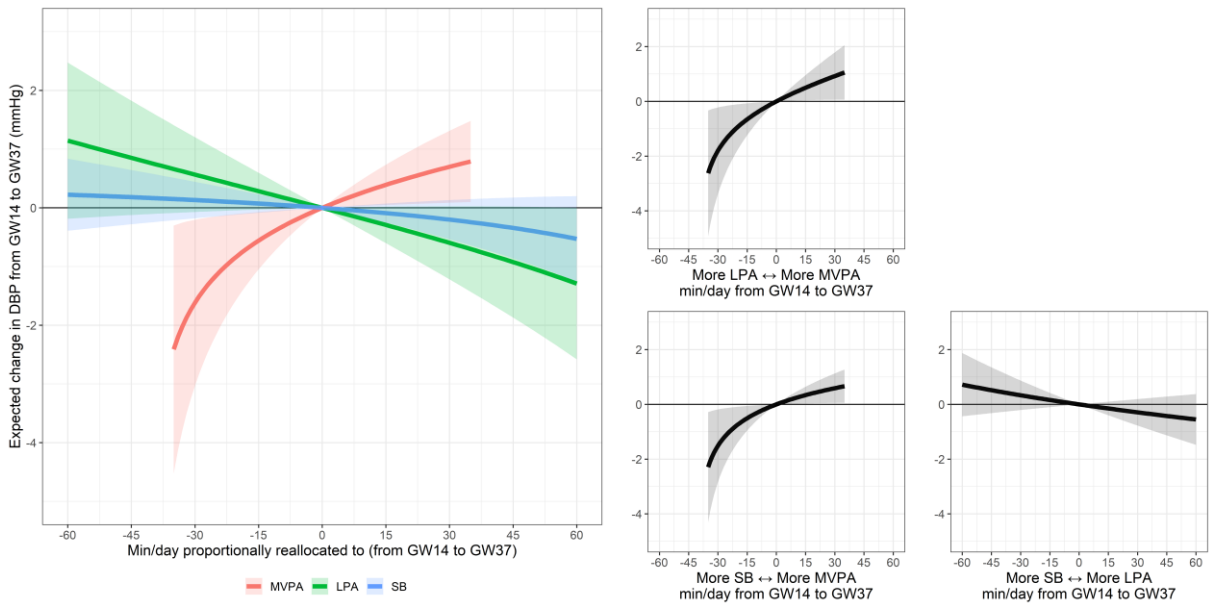 Expected change in DBP from GW14 to GW37 (mmHg)
2
0
-2
-4
-60 -45 -30 -15 0 15 30 45 60
Min/day proportionally reallocated to (from GW14 to GW37)
MVPA LPA SB
2
0
-2
-4
-60 -45 -30 -15 0 15 30 45 60
More LPA ↔ More MVPA
min/day from GW14 to GW37
2
0
-2
-4
-60 -45 -30 -15 0 15 30 45 60
More SB ↔ More MVPA
min/day from GW14 to GW37
2
0
-2
-4
-60 -45 -30 -15 0 15 30 45 60
More SB ↔ More LPA
min/day from GW14 to GW37